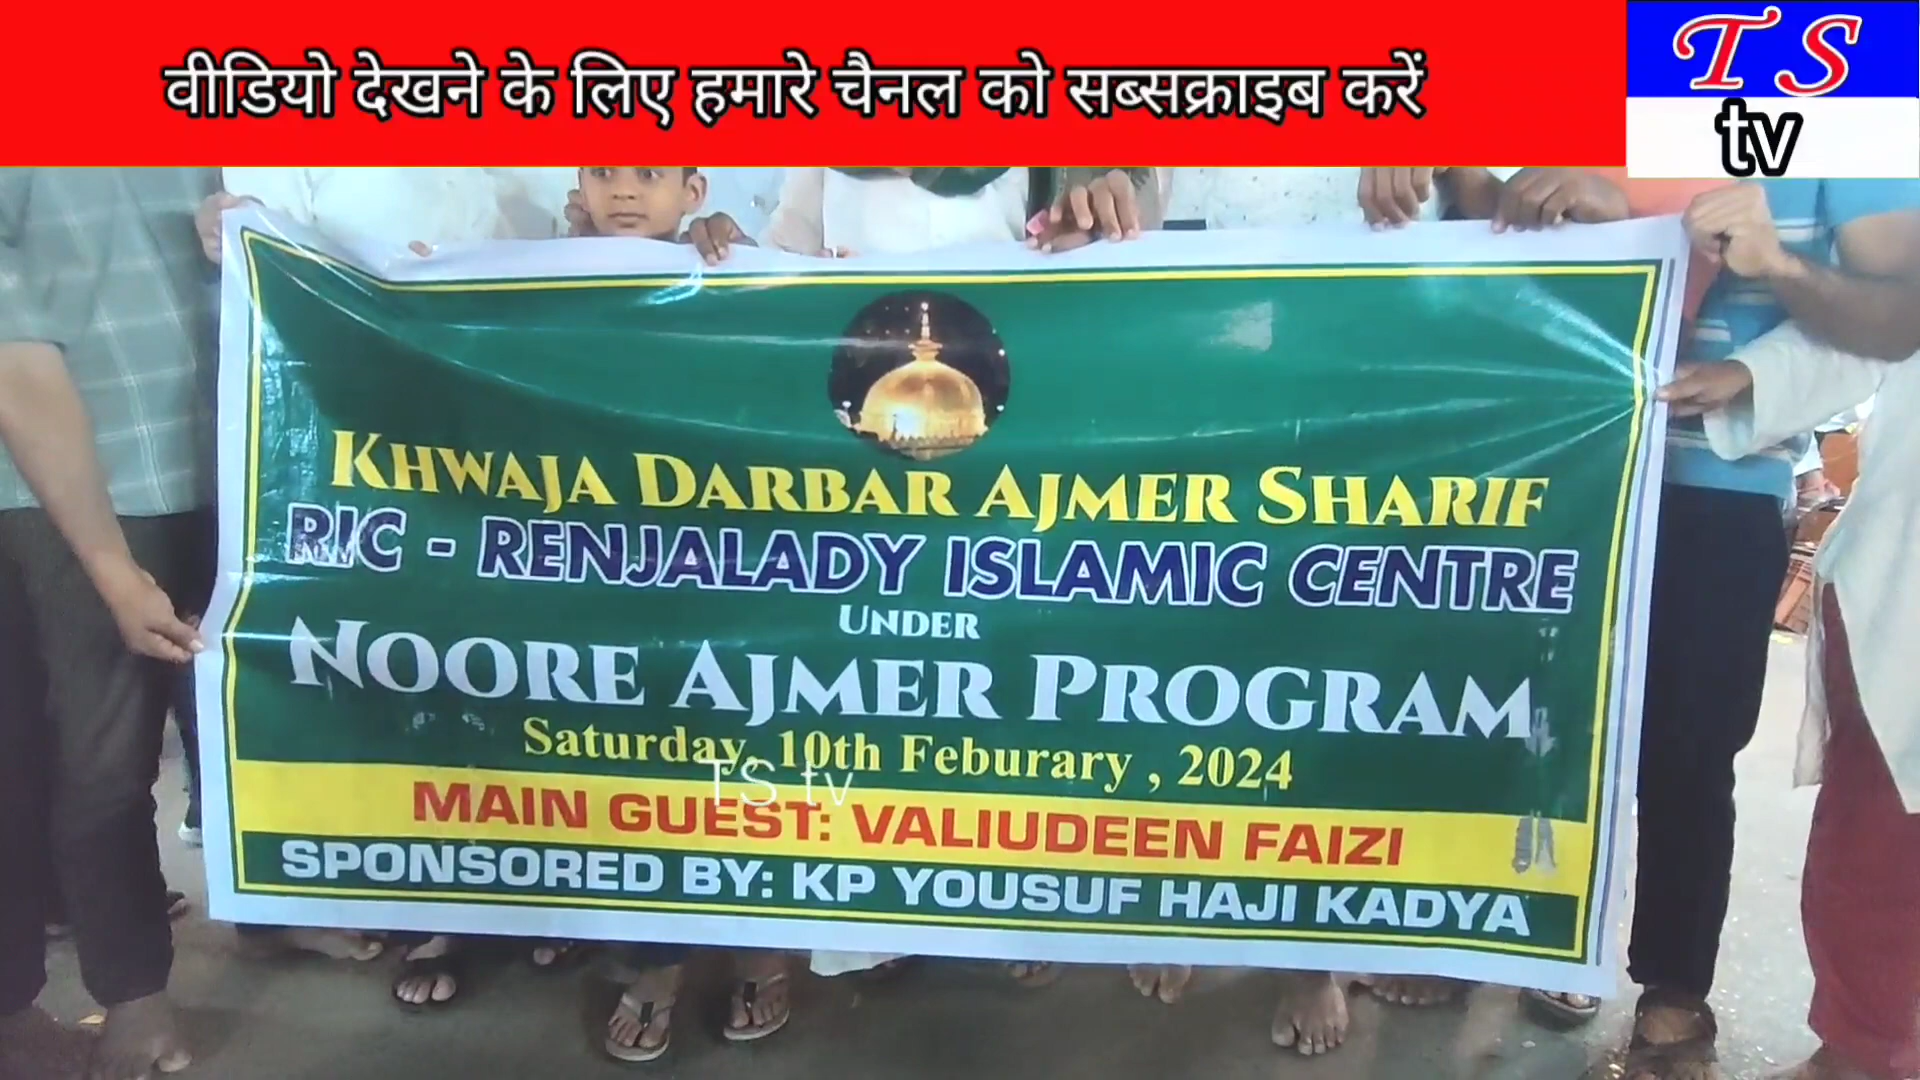 वीडियो देखने के लिए हमारे चैनल को सब्सक्राइब करें
TS
tv
KHWAJA DARBAR AJMER SHARIF
RIC - RENJALADY ISLAMIC CENTRE
UNDER
NOORE AJMER PROGRAM
Saturday, 10th Feburary , 2024
TS tv
MAIN GUEST: VALIUDEEN FAIZI
SPONSORED BY: KP YOUSUF HAJI KADYA